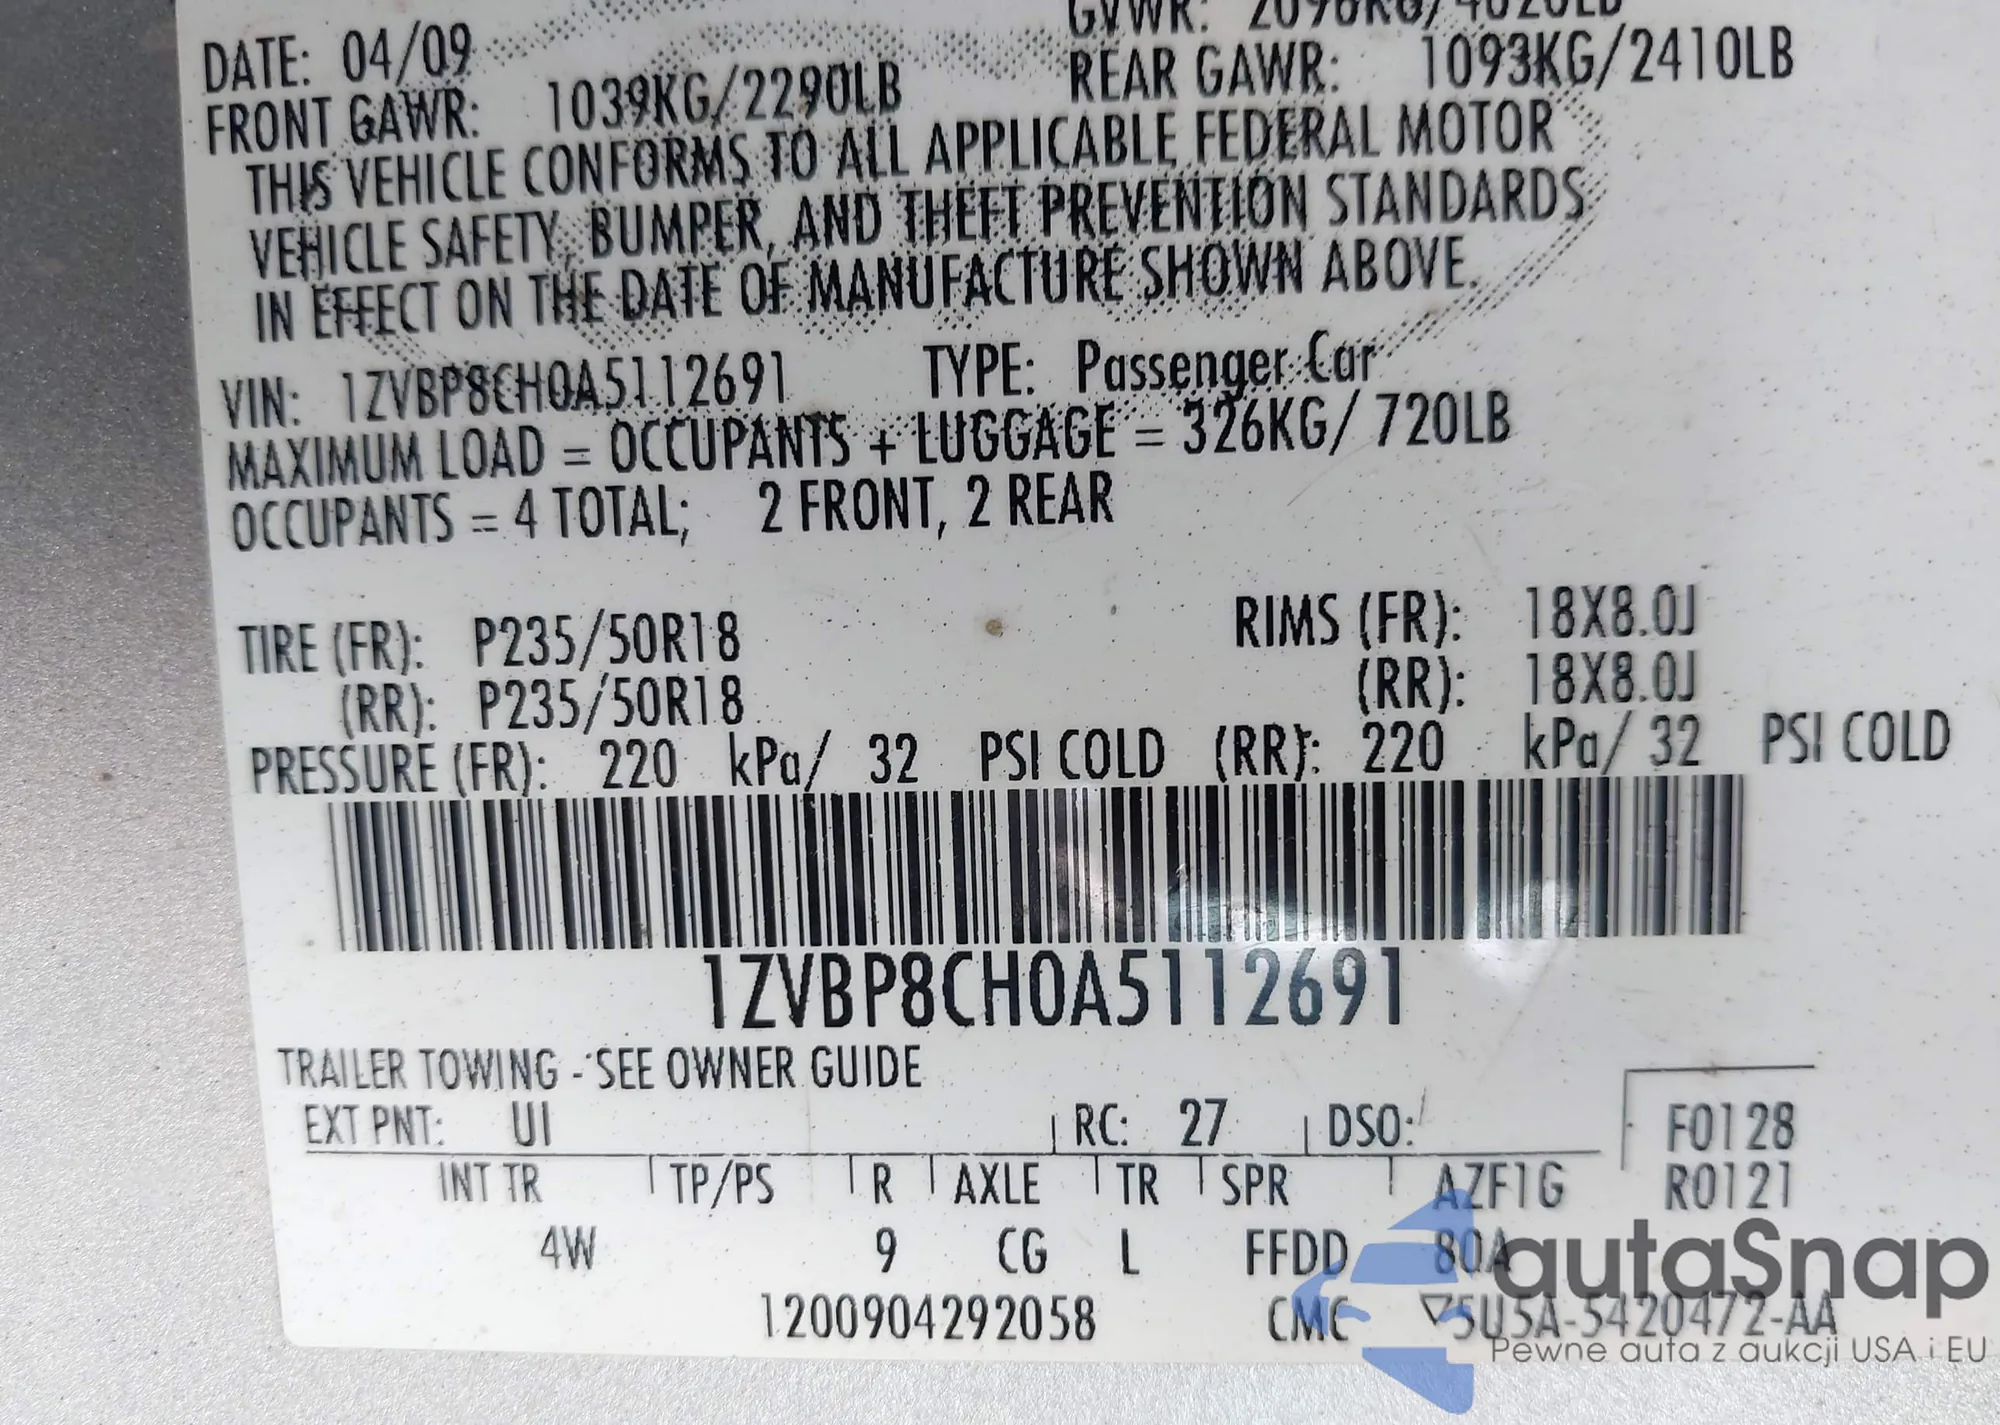 GVWR: 2096KG/4620LB
DATE: 04/09
FRONT GAWR: 1039KG/2290LB REAR GAWR: 1093KG/2410LB
THIS VEHICLE CONFORMS TO ALL APPLICABLE FEDERAL MOTOR
VEHICLE SAFETY, BUMPER, AND THEFT PREVENTION STANDARDS
IN EFFECT ON THE DATE OF MANUFACTURE SHOWN ABOVE.
VIN: 1ZVBP8CH0A5112691 TYPE: Passenger Car
MAXIMUM LOAD = OCCUPANTS + LUGGAGE = 326KG/ 720LB
OCCUPANTS = 4 TOTAL; 2 FRONT, 2 REAR
TIRE (FR): P235/50R18 RIMS (FR): 18X8.0J
(RR): P235/50R18 (RR): 18X8.0J
PRESSURE (FR): 220 kPa/ 32 PSI COLD (RR): 220 kPa/ 32 PSI COLD
1ZVBP8CH0A5112691
TRAILER TOWING - SEE OWNER GUIDE
EXT PNT: UI RC: 27 DSO: F0128
INT TR TP/PS R AXLE TR SPR AZF1G R0121
4W 9 CG L FFDD 80A
1200904292058 CMC ▽5U5A-5420472-AA
autaSnap
Pewne auta z aukcji USA i EU